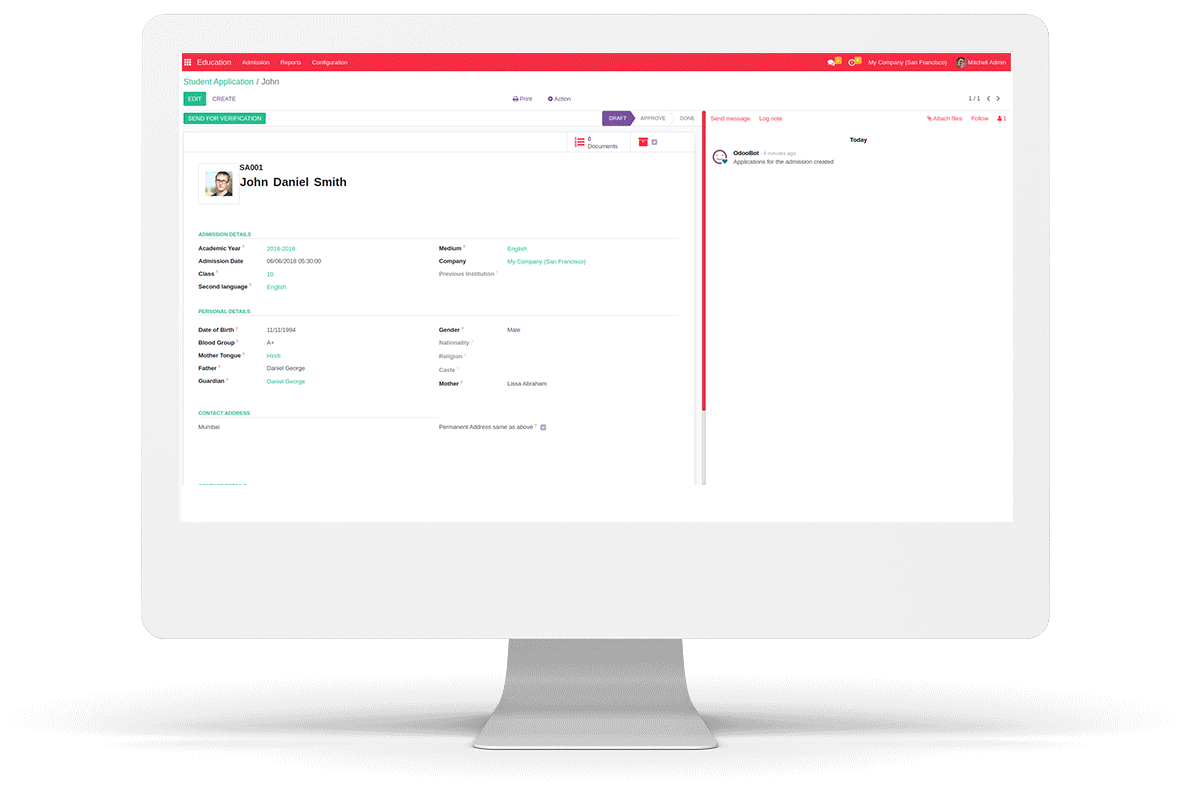 Education Admission Reports Configuration My Company (San Francisco) Mitchell Admin
Student Application / John
EDIT CREATE Print Action 1 / 1
SEND FOR VERIFICATION DRAFT APPROVE DONE Send message Log note Attach files Follow 1
Today
0
Documents
OdooBot - 4 minutes ago
Applications for the admission created
SA001
John Daniel Smith
ADMISSION DETAILS
Academic Year ? 2018-2019 Medium ? English
Admission Date 06/06/2018 05:30:00 Company My Company (San Francisco)
Class ? 10 Previous Institution ?
Second language ? English
PERSONAL DETAILS
Date of Birth ? 11/11/1994 Gender ? Male
Blood Group ? A+ Nationality ?
Mother Tongue ? Hindi Religion ?
Father ? Daniel George Caste ?
Guardian ? Daniel George Mother ? Lissa Abraham
CONTACT ADDRESS
Mumbai Permanent Address same as above ?